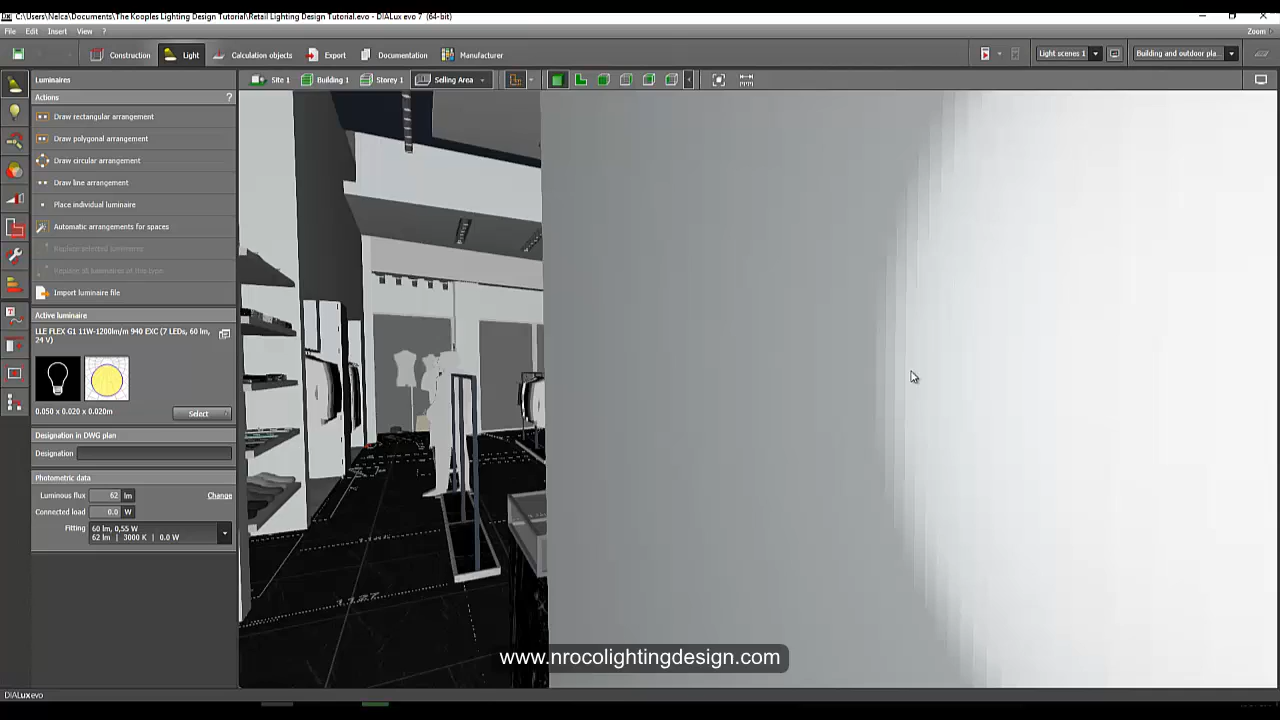 C:\Users\Nelca\Documents\The Kooples Lighting Design Tutorial\Retail Lighting Design Tutorial.evo - DIALux evo 7 (64-bit)
File Edit Insert View ?
Zoom
Construction Light Calculation objects Export Documentation Manufacturer
Light scenes 1 Building and outdoor pla...
Luminaires
Site 1 Building 1 Storey 1 Selling Area
Actions ?
Draw rectangular arrangement
Draw polygonal arrangement
Draw circular arrangement
Draw line arrangement
Place individual luminaire
Automatic arrangements for spaces
Replace selected luminaires
Replace all luminaires of this type
Import luminaire file
Active luminaire
LLE FLEX G1 11W-1200lm/m 940 EXC (7 LEDs, 60 lm,
24 V)
0.050 x 0.020 x 0.020m Select
Designation in DWG plan
Designation
Photometric data
Luminous flux 62 lm Change
Connected load 0.0 W
Fitting 60 lm, 0,55 W
62 lm | 3000 K | 0.0 W
www.nrocolightingdesign.com
DIALux evo